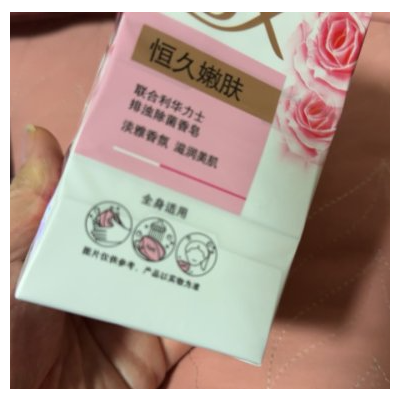 恒久嫩肤
联合利华力士
排浊除菌香皂
淡雅香氛 滋润美肌
全身适用
图片仅供参考，产品以实物为准